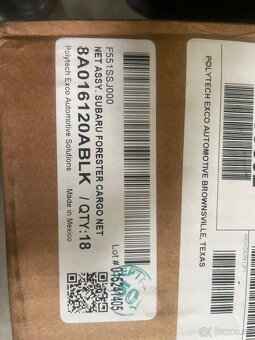 F551SSJ000
NET ASSY. SUBARU FORESTER CARGO NET
8A016120ABLK / QTY:18
Polytech Exco Automotive Solutions
Made in Mexico
Lot#
POLYTECH EXCO AUTOMOTIVE BROWNSVILLE, TEXAS